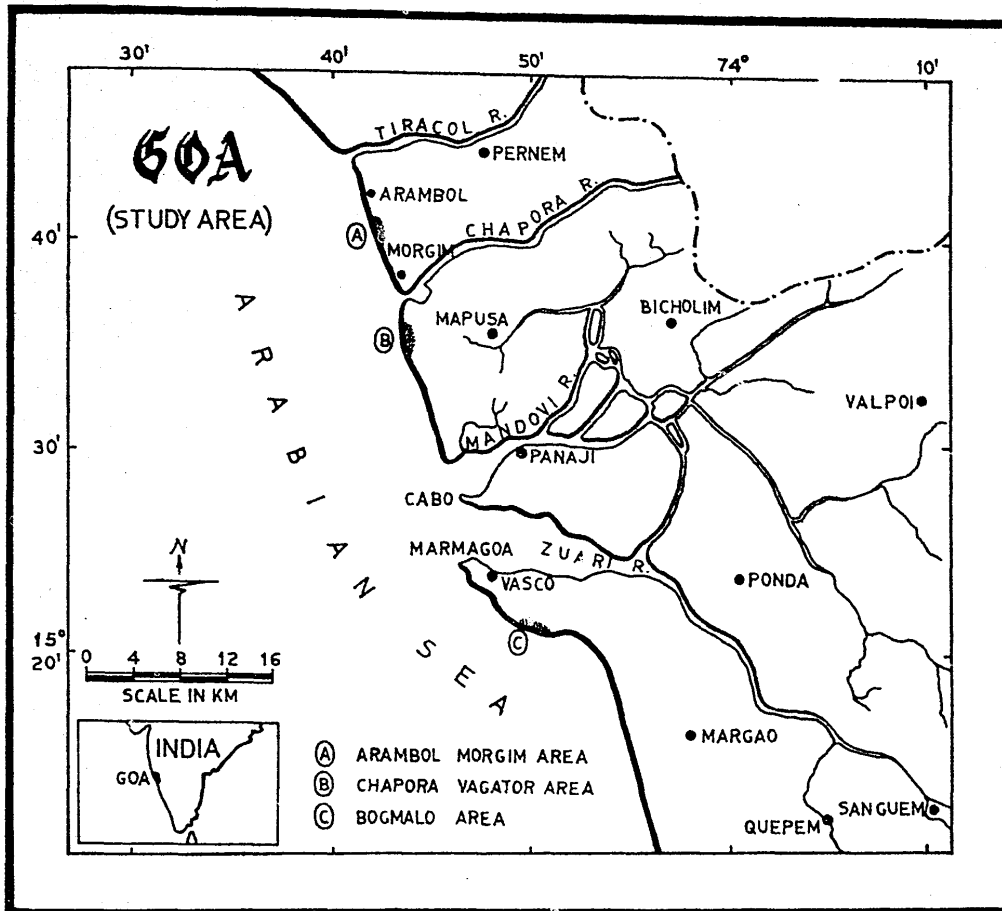 30' 40' 50' 74° 10'
GOA
(STUDY AREA)
TIRACOL R.
PERNEM
ARAMBOL
CHAPORA R.
40'
A
MORGIM
BICHOLIM
MAPUSA
B
VALPOI
MANDOVI R.
30'
PANAJI
CABO
ARABIAN SEA
MARMAGOA
ZUARI R.
N
VASCO
PONDA
C
15°
20'
0 4 8 12 16
SCALE IN KM
MARGAO
INDIA
GOA
A ARAMBOL MORGIM AREA
B CHAPORA VAGATOR AREA
C BOGMALO AREA
SANGUEM
QUEPEM